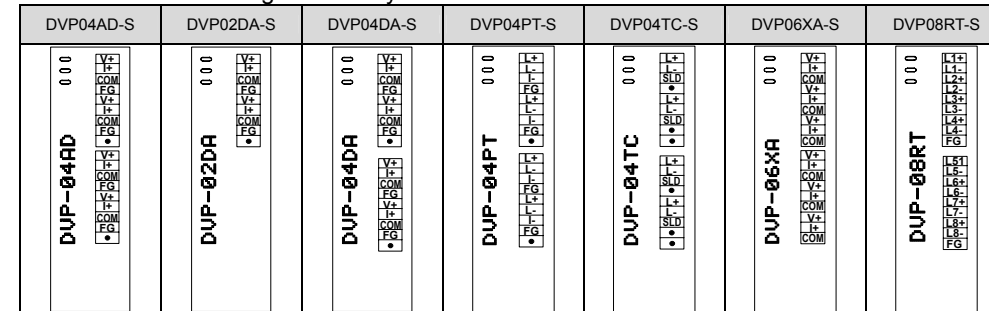 DVP04AD-S DVP02DA-S DVP04DA-S DVP04PT-S DVP04TC-S DVP06XA-S DVP08RT-S
DVP-04AD
V+
I+
COM
FG
V+
I+
COM
FG
●
V+
I+
COM
FG
V+
I+
COM
FG
●
DVP-02DA
V+
I+
COM
FG
V+
I+
COM
FG
●
DVP-04DA
V+
I+
COM
FG
V+
I+
COM
FG
●
V+
I+
COM
FG
V+
I+
COM
FG
●
DVP-04PT
L+
L-
I-
FG
L+
L-
I-
FG
●
L+
L-
I-
FG
L+
L-
I-
FG
●
DVP-04TC
L+
L-
SLD
●
L+
L-
SLD
●
●
L+
L-
SLD
●
L+
L-
SLD
●
●
DVP-06XA
V+
I+
COM
V+
I+
COM
V+
I+
COM
V+
I+
COM
V+
I+
COM
V+
I+
COM
DVP-08RT
L1+
L1-
L2+
L2-
L3+
L3-
L4+
L4-
FG
L51
L5-
L6+
L6-
L7+
L7-
L8+
L8-
FG